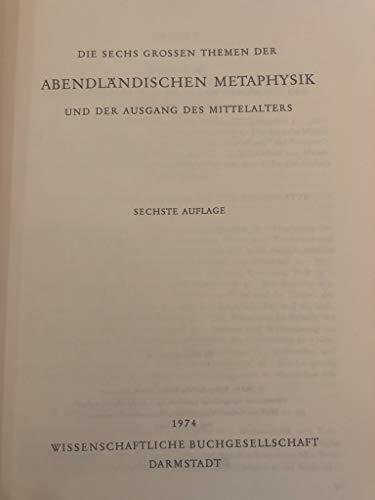 DIE SECHS GROSSEN THEMEN DER
ABENDLÄNDISCHEN METAPHYSIK
UND DER AUSGANG DES MITTELALTERS
SECHSTE AUFLAGE
1974
WISSENSCHAFTLICHE BUCHGESELLSCHAFT
DARMSTADT